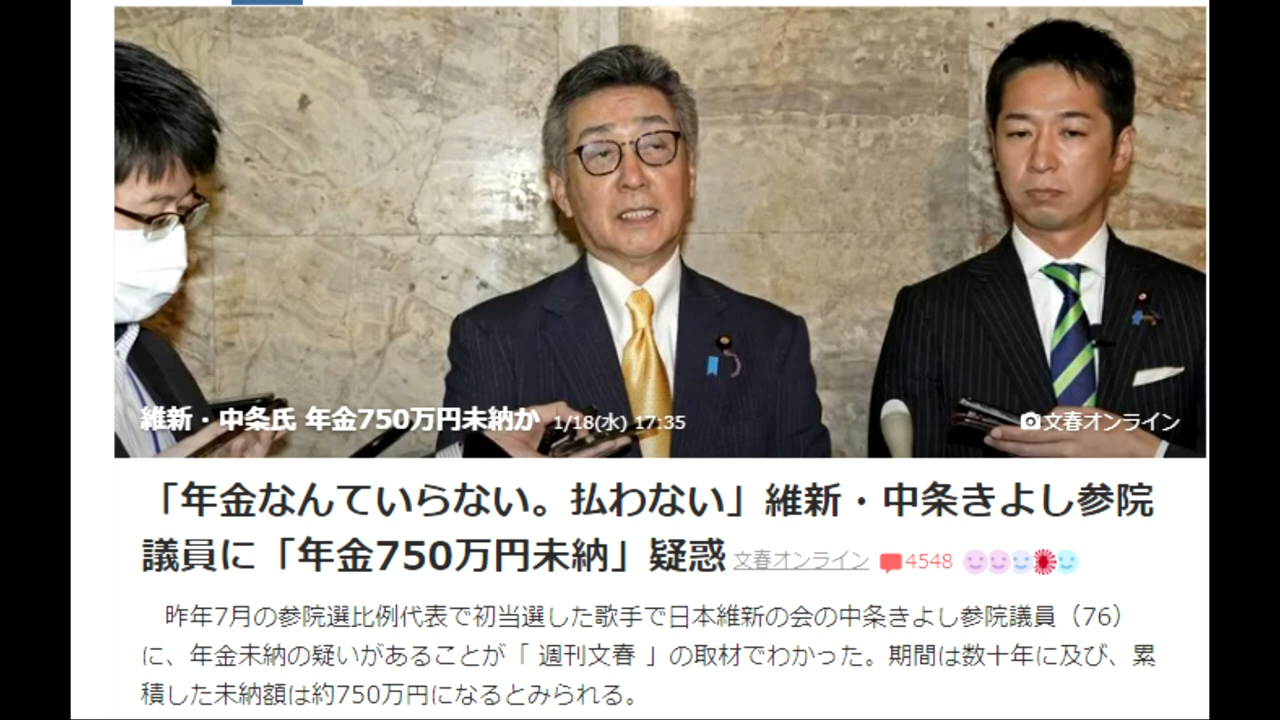 維新・中条氏 年金750万円未納か 1/18(水) 17:35
文春オンライン
「年金なんていらない。払わない」維新・中条きよし参院
議員に「年金750万円未納」疑惑 文春オンライン 4548
昨年7月の参院選比例代表で初当選した歌手で日本維新の会の中条きよし参院議員（76）
に、年金未納の疑いがあることが「 週刊文春 」の取材でわかった。期間は数十年に及び、累
積した未納額は約750万円になるとみられる。